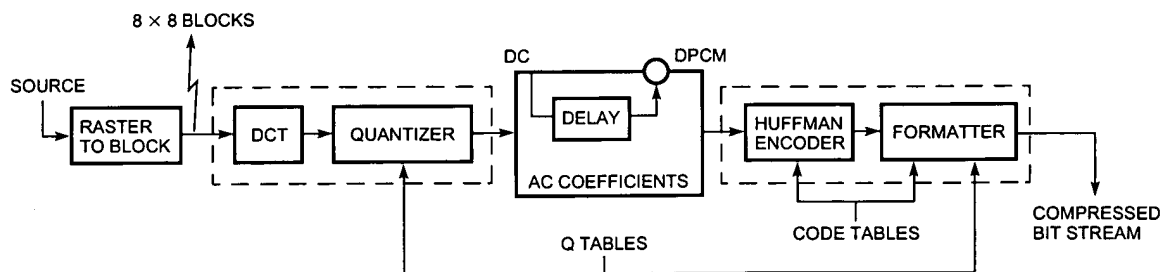 8 × 8 BLOCKS
SOURCE
RASTER
TO BLOCK
DCT
QUANTIZER
DC
DPCM
DELAY
AC COEFFICIENTS
HUFFMAN
ENCODER
FORMATTER
Q TABLES
CODE TABLES
COMPRESSED
BIT STREAM